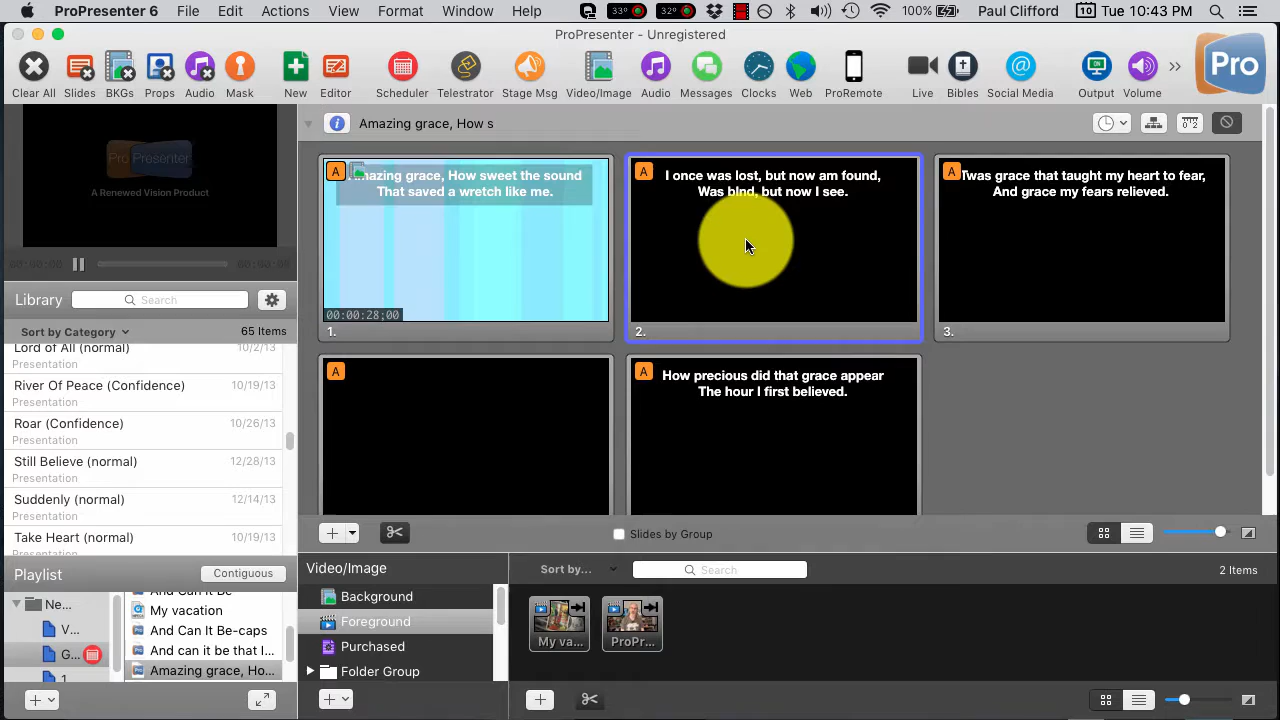 ProPresenter 6 File Edit Actions View Format Window Help 33° 32° 100% Paul Clifford 10 Tue 10:43 PM
ProPresenter - Unregistered
Clear All Slides BKGs Props Audio Mask New Editor Scheduler Telestrator Stage Msg Video/Image Audio Messages Clocks Web ProRemote Live Bibles Social Media Output Volume
Pro
ProPresenter
A Renewed Vision Product
Amazing grace, How s
A
Amazing grace, How sweet the sound
That saved a wretch like me.
00:00:28;00
1.
A
I once was lost, but now am found,
Was blnd, but now I see.
2.
A
Twas grace that taught my heart to fear,
And grace my fears relieved.
3.
A
A
How precious did that grace appear
The hour I first believed.
Library Search
Sort by Category 65 Items
Lord of All (normal) 10/2/13
Presentation
River Of Peace (Confidence) 10/19/13
Presentation
Roar (Confidence) 10/26/13
Presentation
Still Believe (normal) 12/28/13
Presentation
Suddenly (normal) 12/14/13
Presentation
Take Heart (normal) 10/19/13
Playlist Contiguous
Ne...
V...
G...
1
And Can It Be
My vacation
And Can It Be-caps
And can it be that I...
Amazing grace, Ho...
Slides by Group
Video/Image
Background
Foreground
Purchased
Folder Group
Sort by... Search 2 Items
My va...
ProPr...